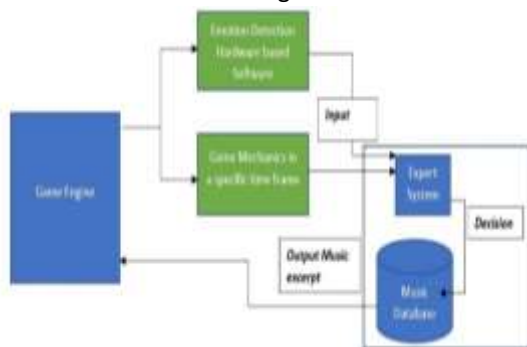 Emotion Detection
Hardware based
Software
Input
Game Engine
Game Mechanics in
a specific time frame
Expert
System
Decision
Output Music
excerpt
Music
Database